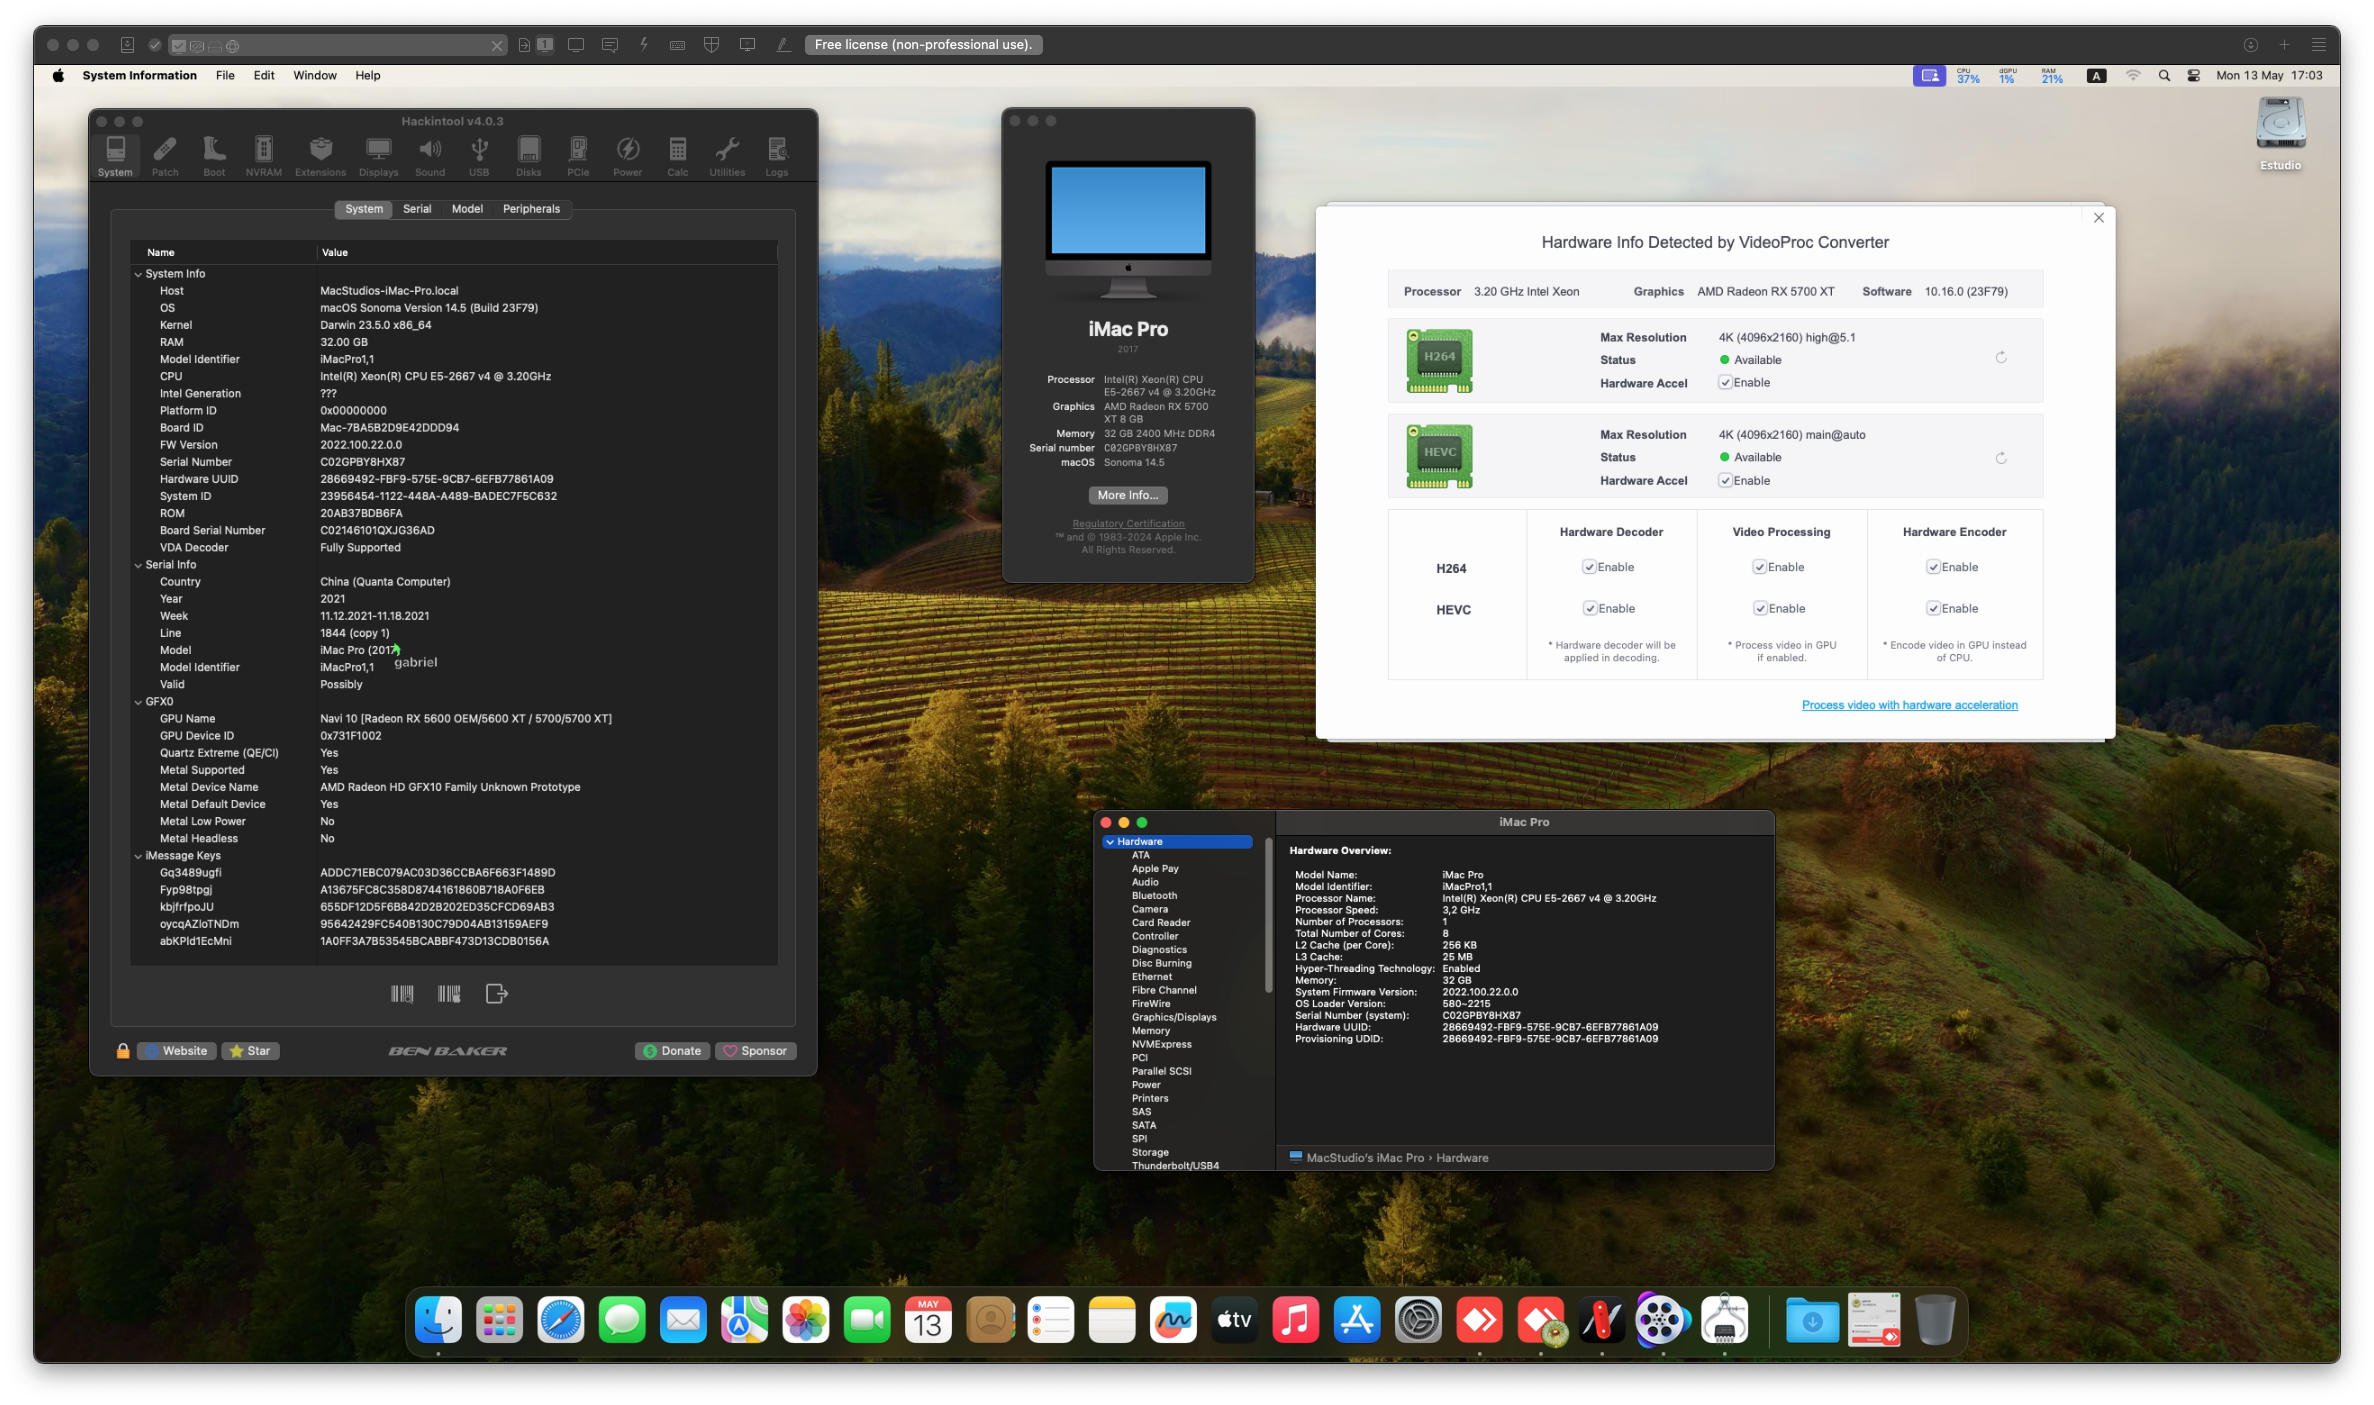 Free license (non-professional use).
System Information File Edit Window Help
CPU 37% dGPU 1% RAM 21% A Mon 13 May 17:03
Estudio
Hackintool v4.0.3
System Patch Boot NVRAM Extensions Displays Sound USB Disks PCIe Power Calc Utilities Logs
System Serial Model Peripherals
Name Value
System Info
Host MacStudios-iMac-Pro.local
OS macOS Sonoma Version 14.5 (Build 23F79)
Kernel Darwin 23.5.0 x86_64
RAM 32.00 GB
Model Identifier iMacPro1,1
CPU Intel(R) Xeon(R) CPU E5-2667 v4 @ 3.20GHz
Intel Generation ???
Platform ID 0x00000000
Board ID Mac-7BA5B2D9E42DDD94
FW Version 2022.100.22.0.0
Serial Number C02GPBY8HX87
Hardware UUID 28669492-FBF9-575E-9CB7-6EFB77861A09
System ID 23956454-1122-448A-A489-BADEC7F5C632
ROM 20AB37BDB6FA
Board Serial Number C02146101QXJG36AD
VDA Decoder Fully Supported
Serial Info
Country China (Quanta Computer)
Year 2021
Week 11.12.2021-11.18.2021
Line 1844 (copy 1)
Model iMac Pro (2017)
gabriel
Model Identifier iMacPro1,1
Valid Possibly
GFX0
GPU Name Navi 10 [Radeon RX 5600 OEM/5600 XT / 5700/5700 XT]
GPU Device ID 0x731F1002
Quartz Extreme (QE/CI) Yes
Metal Supported Yes
Metal Device Name AMD Radeon HD GFX10 Family Unknown Prototype
Metal Default Device Yes
Metal Low Power No
Metal Headless No
iMessage Keys
Gq3489ugfi ADDC71EBC079AC03D36CCBA6F663F1489D
Fyp98tpgj A13675FC8C358D8744161860B718A0F6EB
kbjfrfpoJU 655DF12D5F6B842D2B202ED35CFCD69AB3
oycqAZloTNDm 95642429FC540B130C79D04AB13159AEF9
abKPld1EcMni 1A0FF3A7B53545BCABBF473D13CDB0156A
Website Star BEN BAKER Donate Sponsor
iMac Pro
2017
Processor Intel(R) Xeon(R) CPU
E5-2667 v4 @ 3.20GHz
Graphics AMD Radeon RX 5700
XT 8 GB
Memory 32 GB 2400 MHz DDR4
Serial number C02GPBY8HX87
macOS Sonoma 14.5
More Info...
Regulatory Certification
™ and © 1983-2024 Apple Inc.
All Rights Reserved.
Hardware Info Detected by VideoProc Converter
Processor 3.20 GHz Intel Xeon Graphics AMD Radeon RX 5700 XT Software 10.16.0 (23F79)
H264
Max Resolution 4K (4096x2160) high@5.1
Status Available
Hardware Accel Enable
HEVC
Max Resolution 4K (4096x2160) main@auto
Status Available
Hardware Accel Enable
Hardware Decoder Video Processing Hardware Encoder
H264 Enable Enable Enable
HEVC Enable Enable Enable
* Hardware decoder will be applied in decoding.
* Process video in GPU if enabled.
* Encode video in GPU instead of CPU.
Process video with hardware acceleration
iMac Pro
Hardware
ATA
Apple Pay
Audio
Bluetooth
Camera
Card Reader
Controller
Diagnostics
Disc Burning
Ethernet
Fibre Channel
FireWire
Graphics/Displays
Memory
NVMExpress
PCI
Parallel SCSI
Power
Printers
SAS
SATA
SPI
Storage
Thunderbolt/USB4
Hardware Overview:
Model Name: iMac Pro
Model Identifier: iMacPro1,1
Processor Name: Intel(R) Xeon(R) CPU E5-2667 v4 @ 3.20GHz
Processor Speed: 3,2 GHz
Number of Processors: 1
Total Number of Cores: 8
L2 Cache (per Core): 256 KB
L3 Cache: 25 MB
Hyper-Threading Technology: Enabled
Memory: 32 GB
System Firmware Version: 2022.100.22.0.0
OS Loader Version: 580~2215
Serial Number (system): C02GPBY8HX87
Hardware UUID: 28669492-FBF9-575E-9CB7-6EFB77861A09
Provisioning UDID: 28669492-FBF9-575E-9CB7-6EFB77861A09
MacStudio's iMac Pro › Hardware
MAY
13
tv